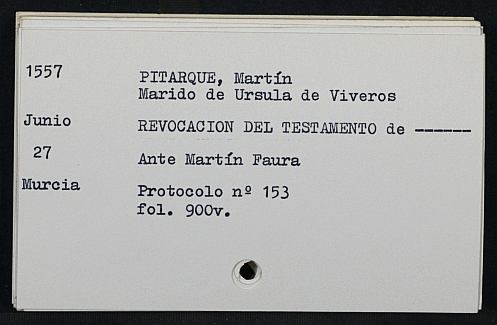 1557 PITARQUE, Martín
Marido de Ursula de Viveros
Junio REVOCACION DEL TESTAMENTO de ------
27 Ante Martín Faura
Murcia Protocolo nº 153
fol. 900v.